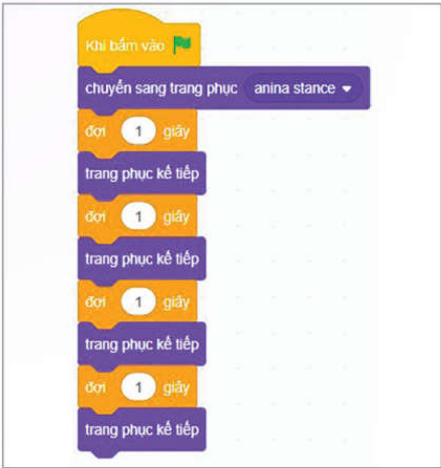 Khi bấm vào
chuyển sang trang phục anina stance
đợi 1 giây
trang phục kế tiếp
đợi 1 giây
trang phục kế tiếp
đợi 1 giây
trang phục kế tiếp
đợi 1 giây
trang phục kế tiếp